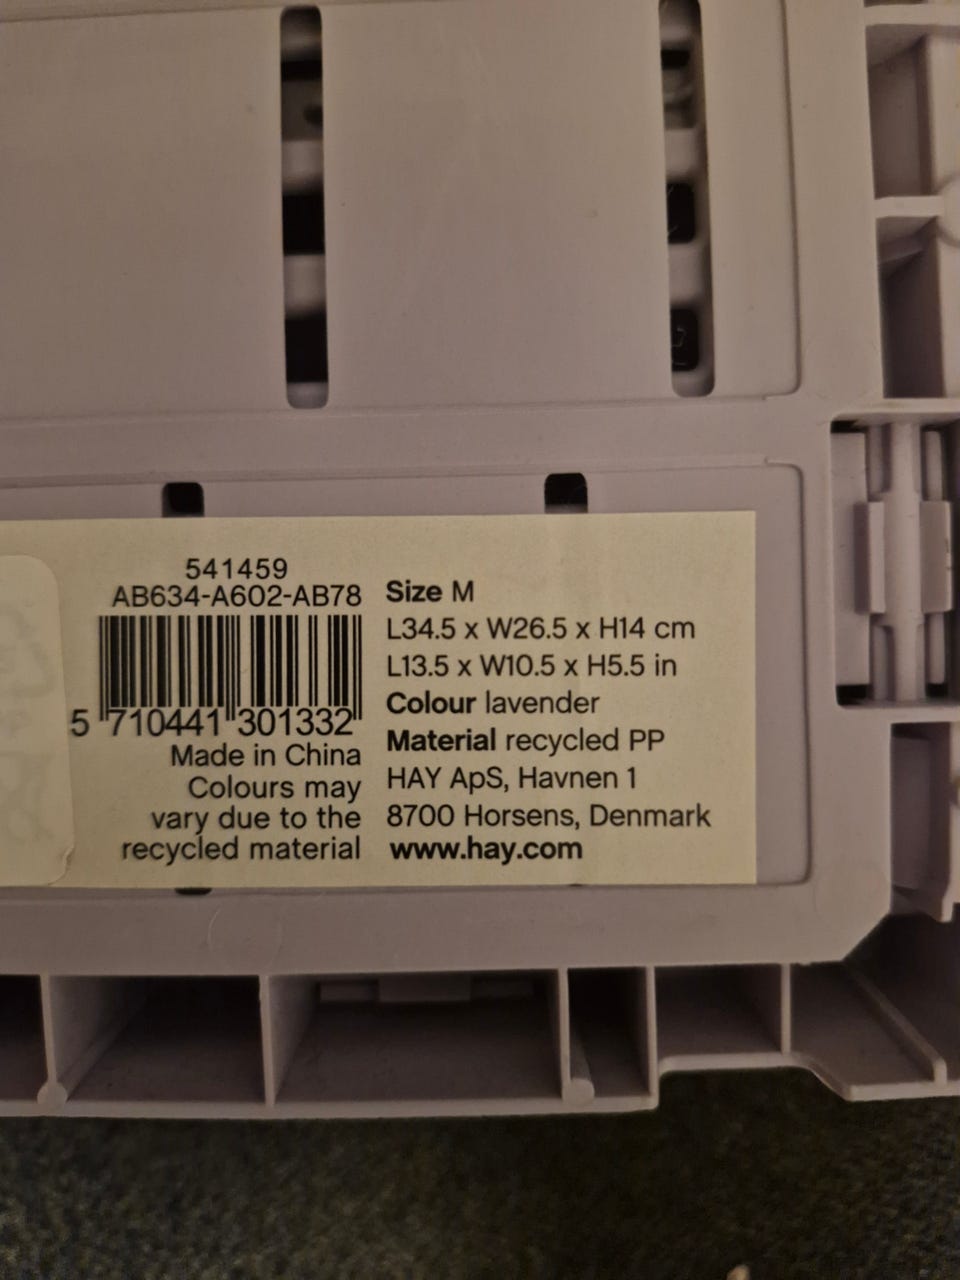 541459
AB634-A602-AB78
5 710441 301332
Made in China
Colours may
vary due to the
recycled material
Size M
L34.5 x W26.5 x H14 cm
L13.5 x W10.5 x H5.5 in
Colour lavender
Material recycled PP
HAY ApS, Havnen 1
8700 Horsens, Denmark
www.hay.com